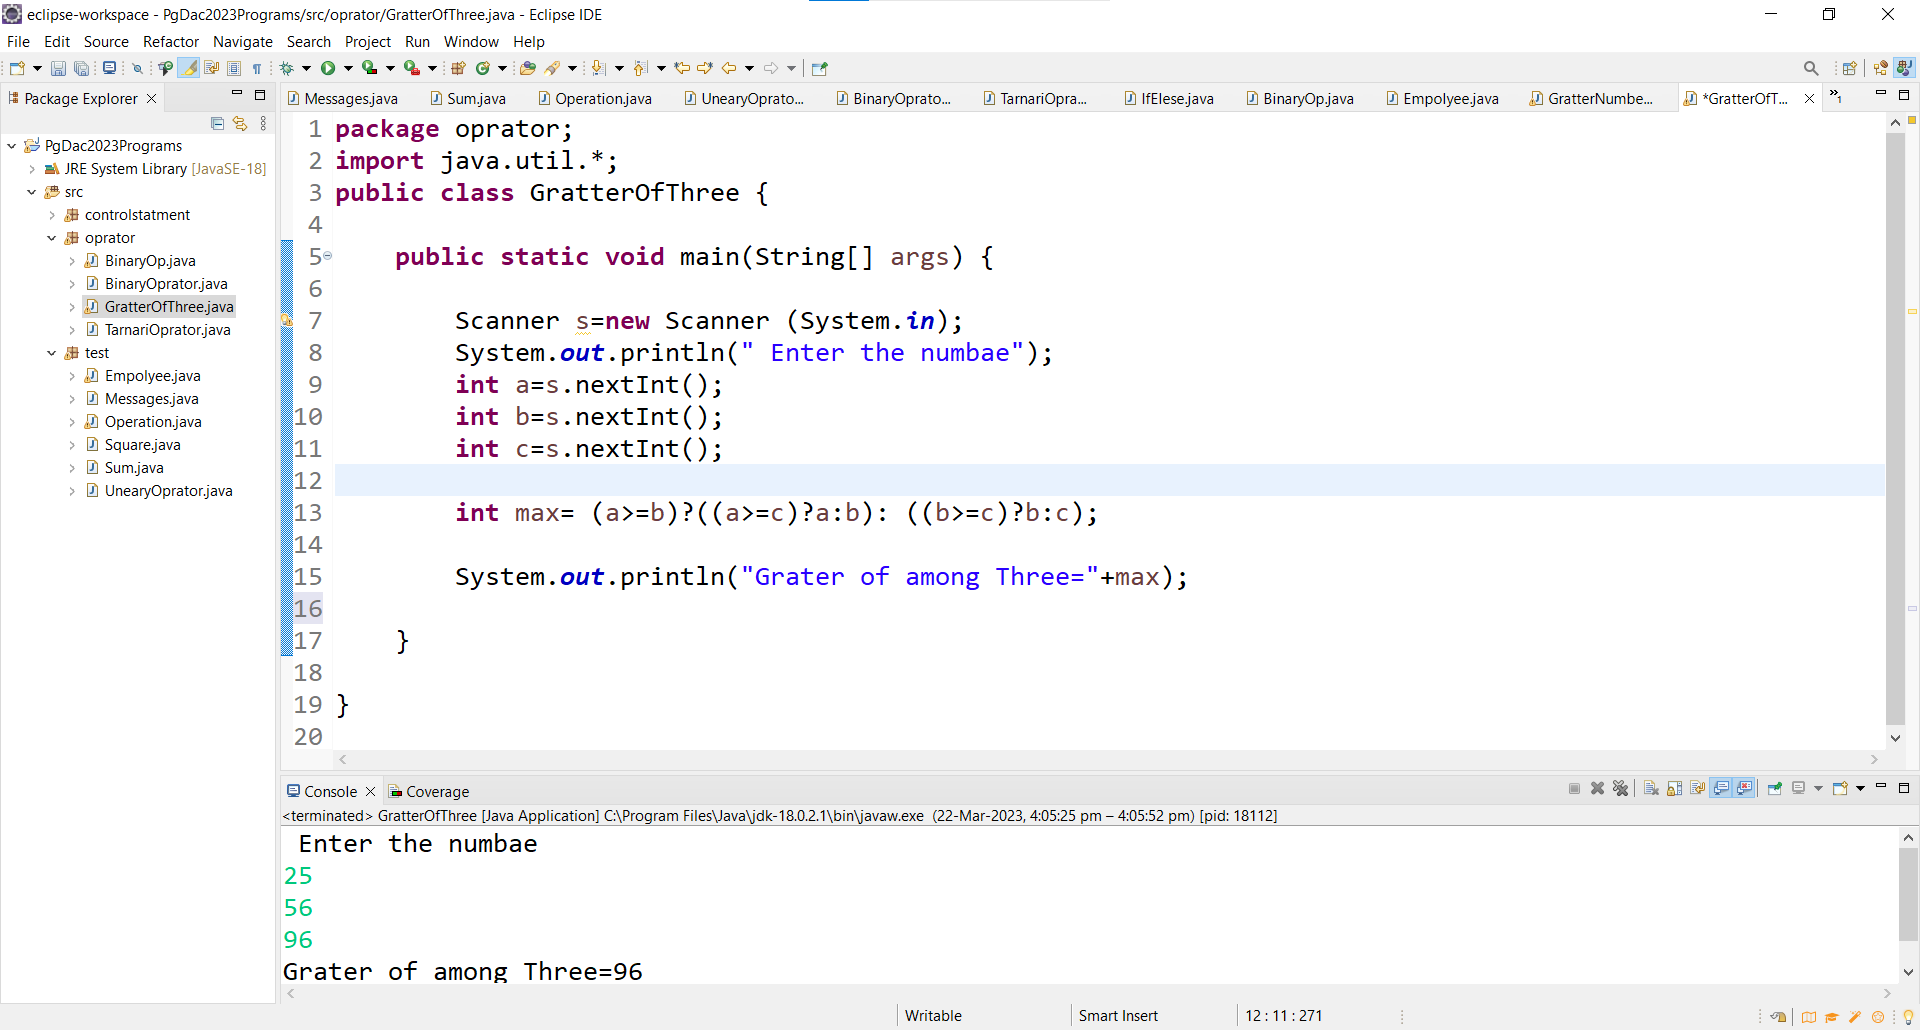 eclipse-workspace - PgDac2023Programs/src/oprator/GratterOfThree.java - Eclipse IDE
File Edit Source Refactor Navigate Search Project Run Window Help
Package Explorer
PgDac2023Programs
JRE System Library [JavaSE-18]
src
controlstatment
oprator
BinaryOp.java
BinaryOprator.java
GratterOfThree.java
TarnariOprator.java
test
Empolyee.java
Messages.java
Operation.java
Square.java
Sum.java
UnearyOprator.java
Messages.java Sum.java Operation.java UnearyOprato... BinaryOprato... TarnariOpra... IfElese.java BinaryOp.java Empolyee.java GratterNumbe... *GratterOfT... »1
1 package oprator;
2 import java.util.*;
3 public class GratterOfThree {
4
5 public static void main(String[] args) {
6
7 Scanner s=new Scanner (System.in);
8 System.out.println(" Enter the numbae");
9 int a=s.nextInt();
10 int b=s.nextInt();
11 int c=s.nextInt();
12
13 int max= (a>=b)?((a>=c)?a:b): ((b>=c)?b:c);
14
15 System.out.println("Grater of among Three="+max);
16
17 }
18
19 }
20
Console Coverage
<terminated> GratterOfThree [Java Application] C:\Program Files\Java\jdk-18.0.2.1\bin\javaw.exe (22-Mar-2023, 4:05:25 pm – 4:05:52 pm) [pid: 18112]
Enter the numbae
25
56
96
Grater of among Three=96
Writable Smart Insert 12 : 11 : 271